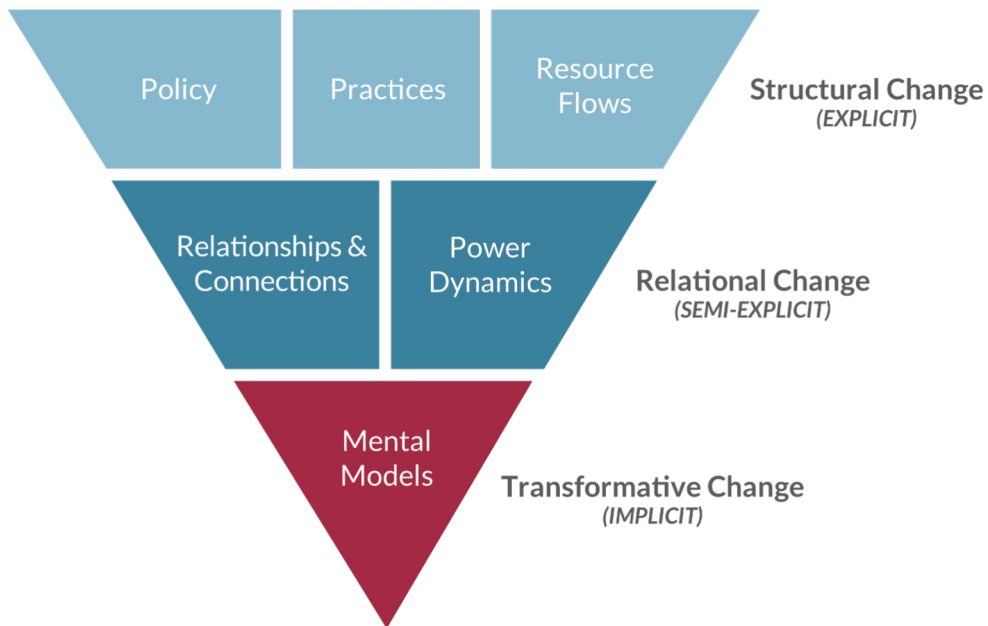 Policy
Practices
Resource
Flows
Structural Change
(EXPLICIT)
Relationships &
Connections
Power
Dynamics
Relational Change
(SEMI-EXPLICIT)
Mental
Models
Transformative Change
(IMPLICIT)